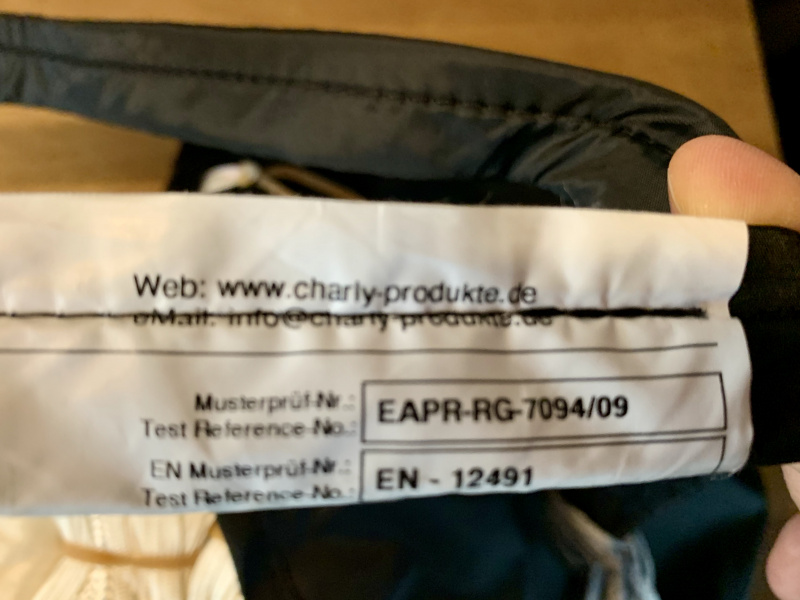 Web: www.charly-produkte.de
eMail: info@charly-produkte.de
Musterprüf-Nr.:
Test Reference-No.:
EAPR-RG-7094/09
EN Musterprüf-Nr.:
Test Reference-No.:
EN - 12491